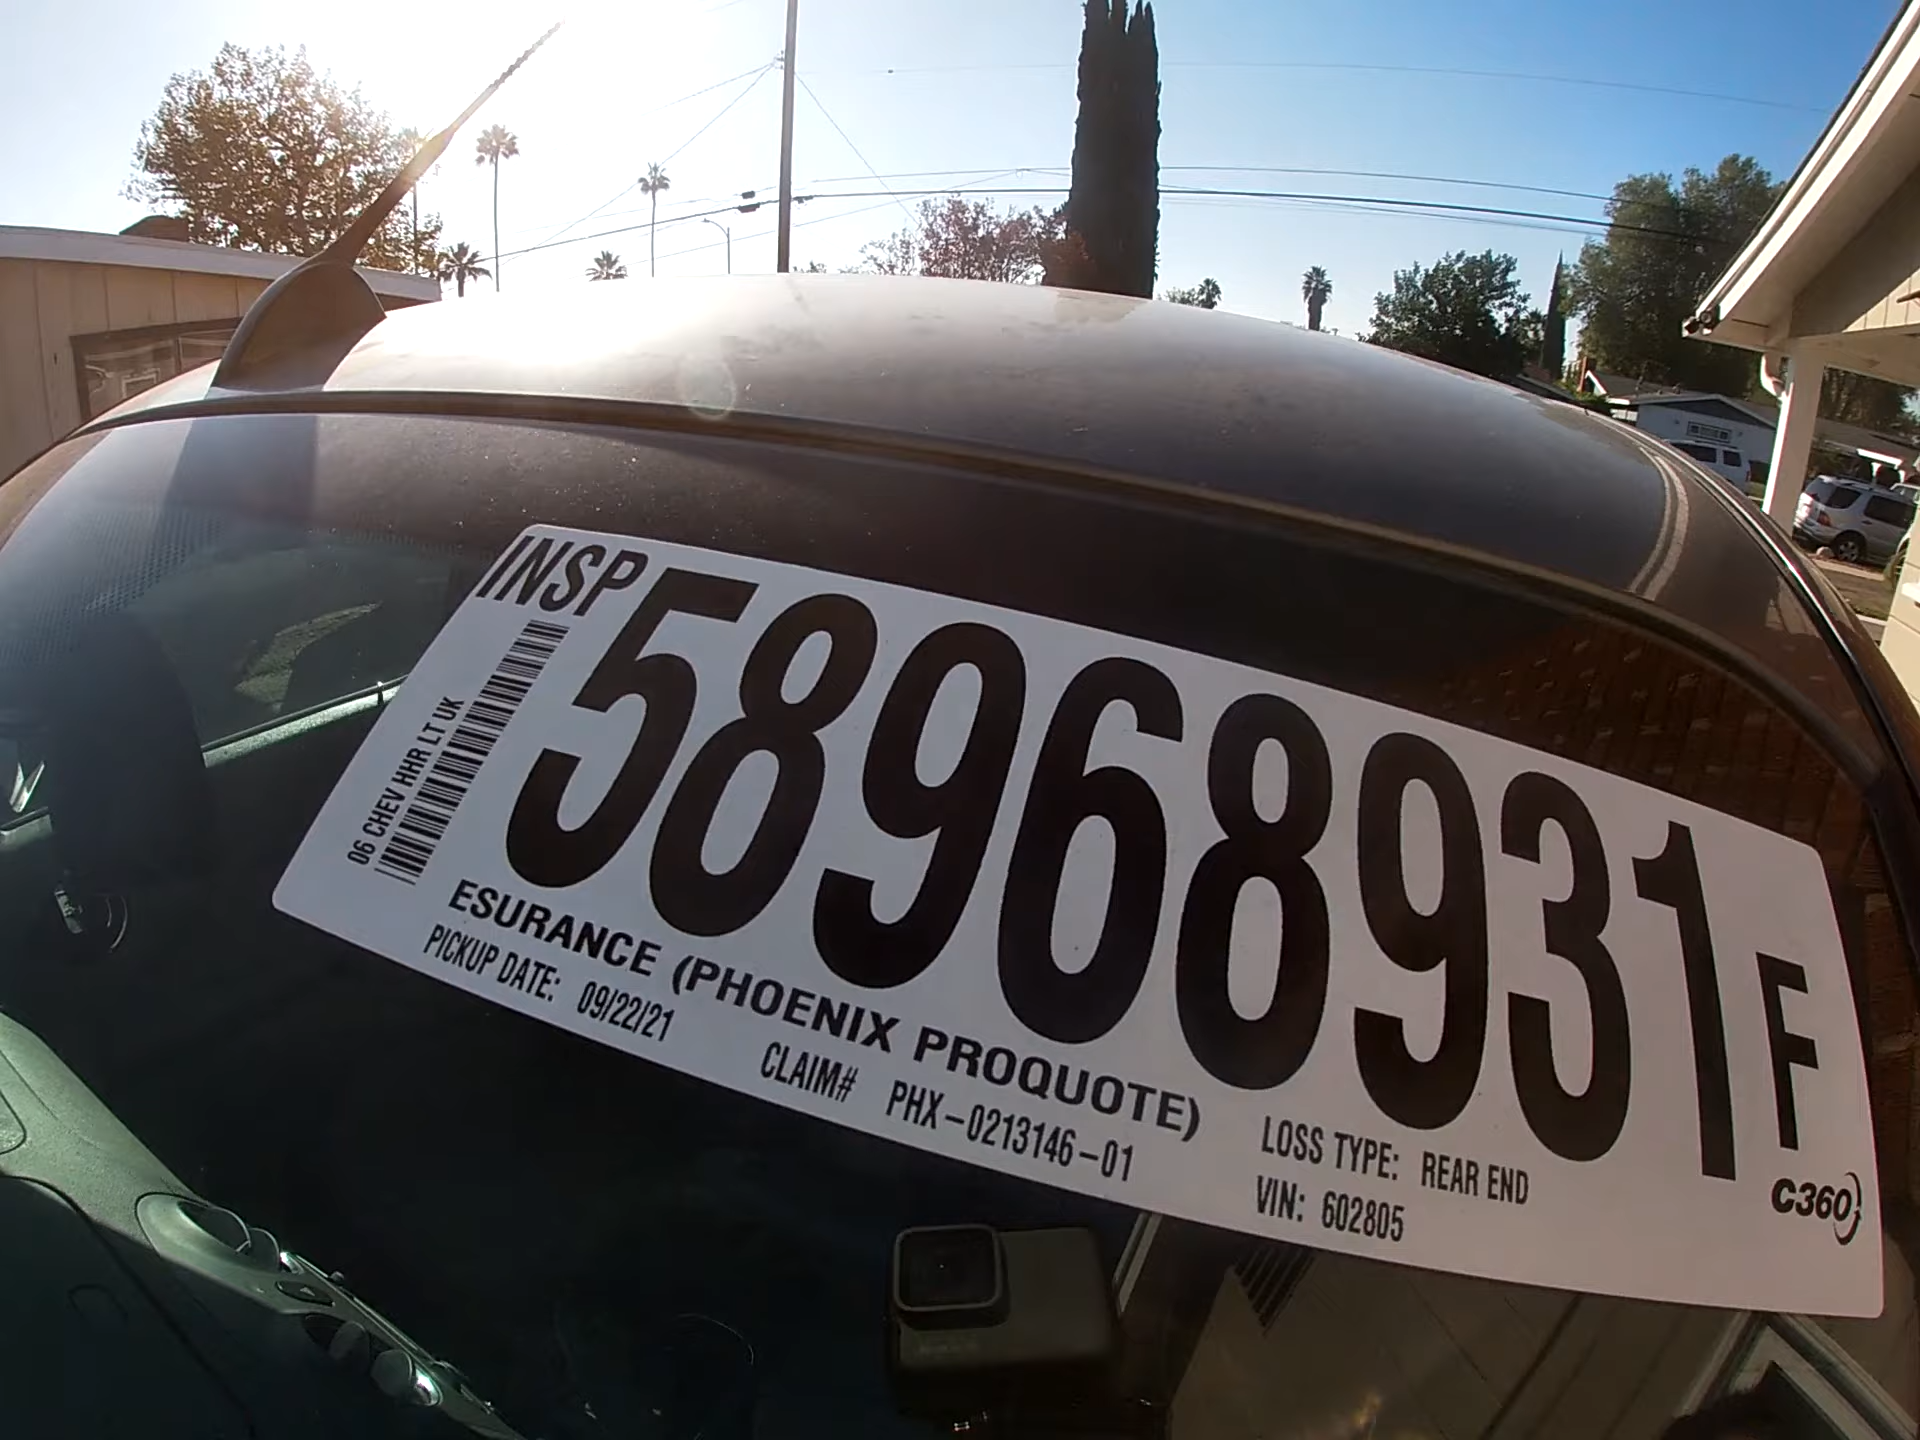 INSP
58968931 F
06 CHEV HHR LT UK
ESURANCE (PHOENIX PROQUOTE)
PICKUP DATE: 09/22/21
CLAIM# PHX-0213146-01
LOSS TYPE: REAR END
VIN: 602805
C360